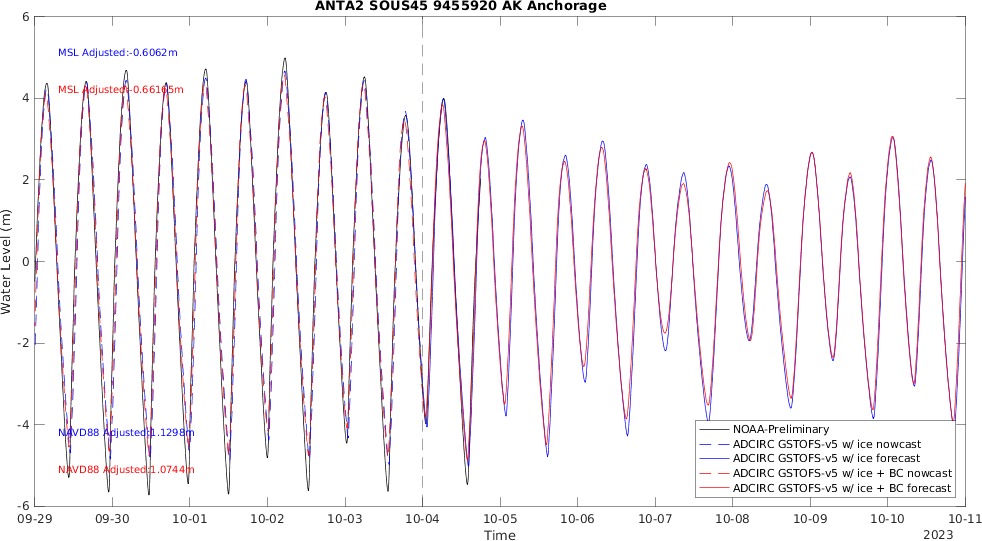 ANTA2 SOUS45 9455920 AK Anchorage
6
4
2
0
-2
-4
-6
Water Level (m)
MSL Adjusted:-0.6062m
MSL Adjusted:-0.66165m
NAVD88 Adjusted:1.1298m
NAVD88 Adjusted:1.0744m
NOAA-Preliminary
ADCIRC GSTOFS-v5 w/ ice nowcast
ADCIRC GSTOFS-v5 w/ ice forecast
ADCIRC GSTOFS-v5 w/ ice + BC nowcast
ADCIRC GSTOFS-v5 w/ ice + BC forecast
09-29 09-30 10-01 10-02 10-03 10-04 10-05 10-06 10-07 10-08 10-09 10-10 10-11
Time
2023